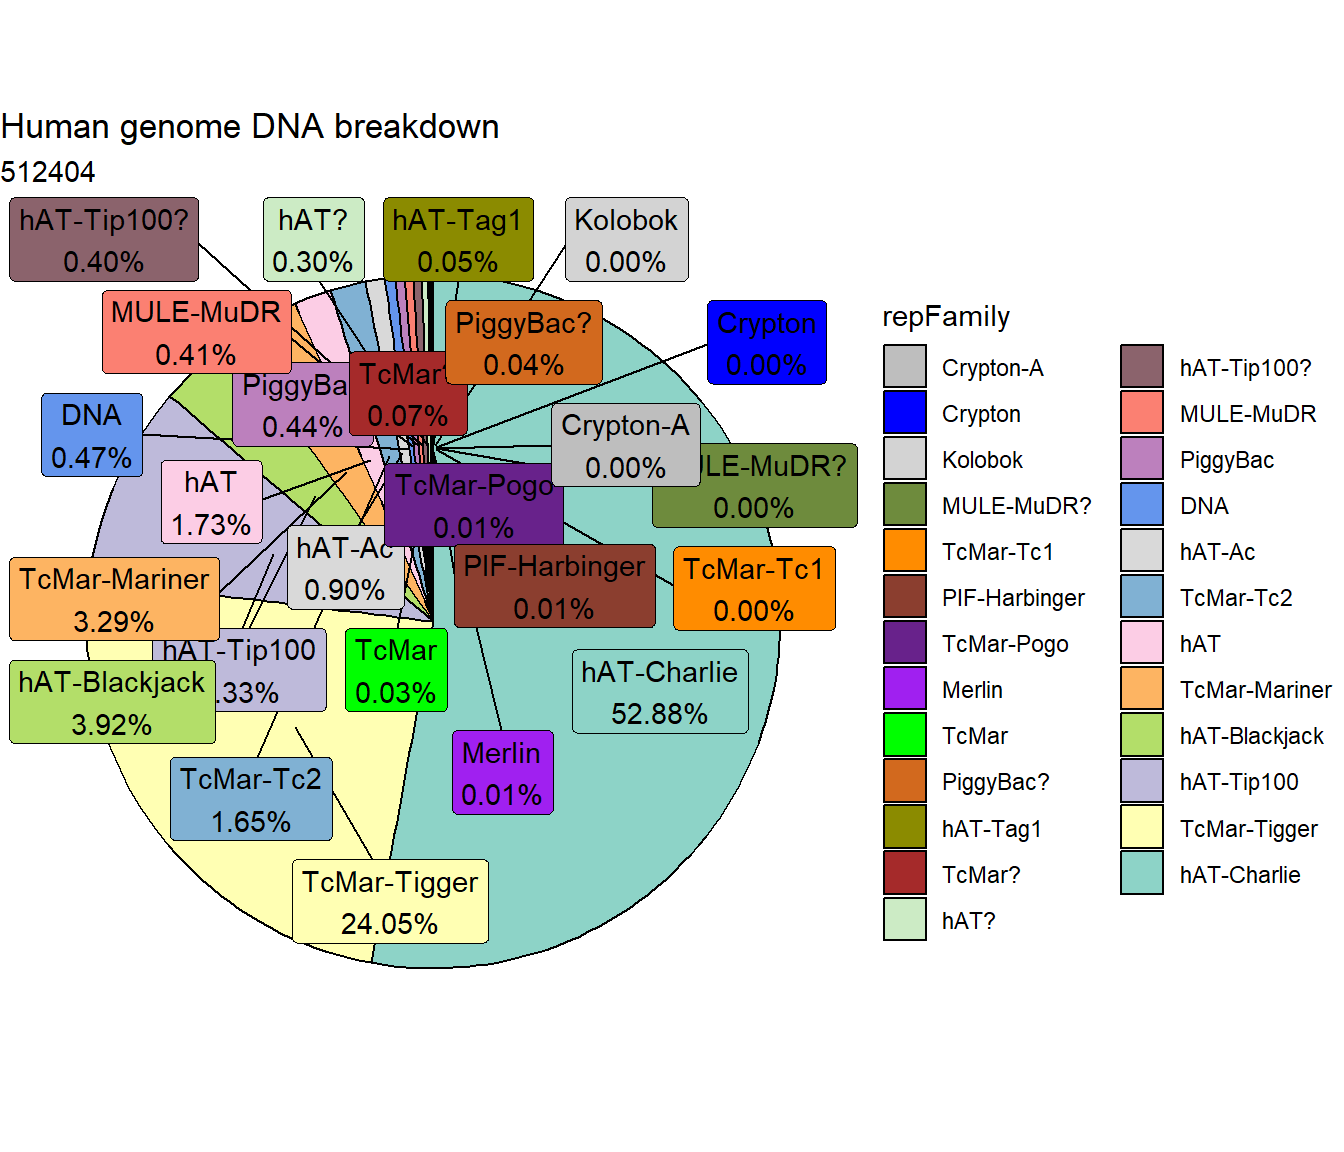 Human genome DNA breakdown
512404
hAT-Tip100?
0.40%
hAT?
0.30%
hAT-Tag1
0.05%
Kolobok
0.00%
MULE-MuDR
0.41%
PiggyBac?
0.04%
Crypton
0.00%
PiggyBa
0.44%
TcMar?
0.07%
DNA
0.47%
Crypton-A
0.00%
ULE-MuDR?
0.00%
hAT
1.73%
TcMar-Pogo
0.01%
hAT-Ac
0.90%
PIF-Harbinger
0.01%
TcMar-Tc1
0.00%
TcMar-Mariner
3.29%
hAT-Tip100
.33%
TcMar
0.03%
hAT-Charlie
52.88%
hAT-Blackjack
3.92%
Merlin
0.01%
TcMar-Tc2
1.65%
TcMar-Tigger
24.05%
repFamily
Crypton-A
Crypton
Kolobok
MULE-MuDR?
TcMar-Tc1
PIF-Harbinger
TcMar-Pogo
Merlin
TcMar
PiggyBac?
hAT-Tag1
TcMar?
hAT?
hAT-Tip100?
MULE-MuDR
PiggyBac
DNA
hAT-Ac
TcMar-Tc2
hAT
TcMar-Mariner
hAT-Blackjack
hAT-Tip100
TcMar-Tigger
hAT-Charlie